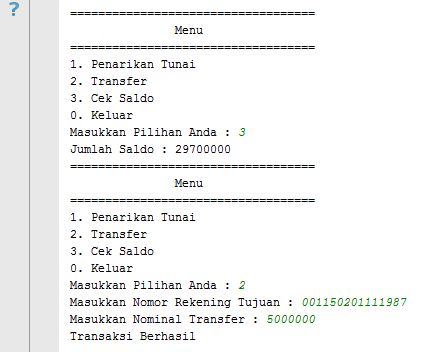 ?
===================================
Menu
===================================
1. Penarikan Tunai
2. Transfer
3. Cek Saldo
0. Keluar
Masukkan Pilihan Anda : 3
Jumlah Saldo : 29700000
===================================
Menu
===================================
1. Penarikan Tunai
2. Transfer
3. Cek Saldo
0. Keluar
Masukkan Pilihan Anda : 2
Masukkan Nomor Rekening Tujuan : 001150201111987
Masukkan Nominal Transfer : 5000000
Transaksi Berhasil